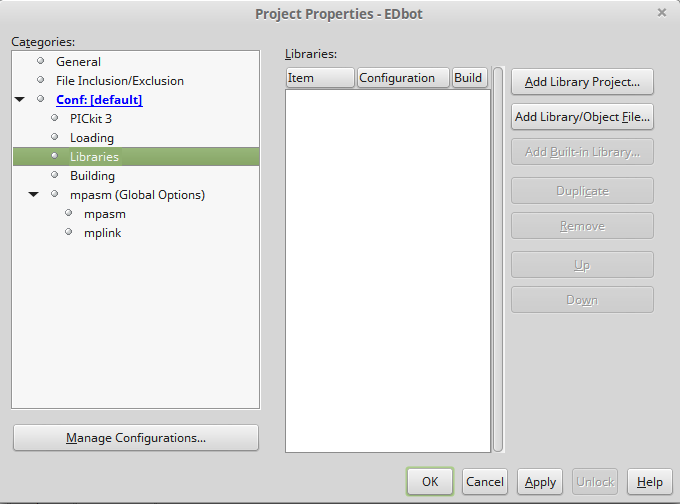 Project Properties - EDbot
Categories:
General
File Inclusion/Exclusion
Conf: [default]
PICkit 3
Loading
Libraries
Building
mpasm (Global Options)
mpasm
mplink
Manage Configurations...
Libraries:
Item Configuration Build
Add Library Project...
Add Library/Object File...
Add Built-in Library...
Duplicate
Remove
Up
Down
OK Cancel Apply Unlock Help